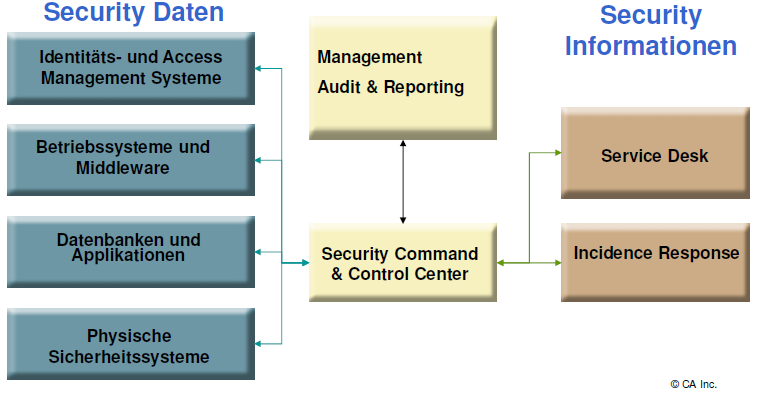 Security Daten
Identitäts- und Access
Management Systeme
Betriebssysteme und
Middleware
Datenbanken und
Applikationen
Physische
Sicherheitssysteme
Management
Audit & Reporting
Security Command
& Control Center
Security
Informationen
Service Desk
Incidence Response
© CA Inc.